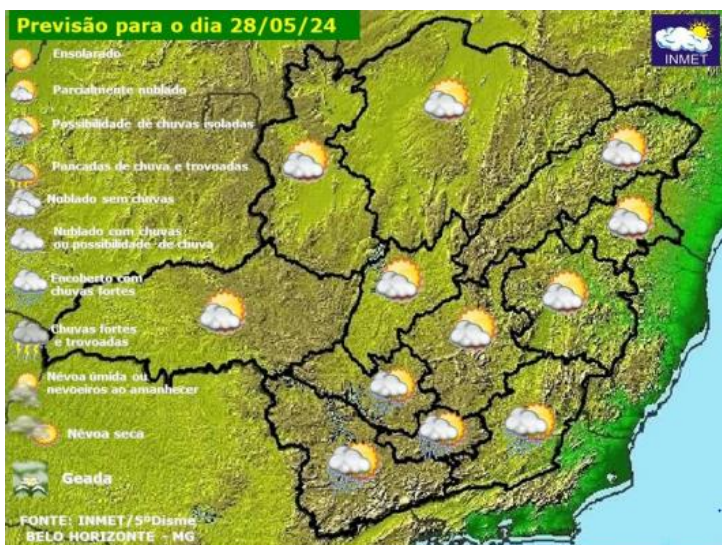 Previsão para o dia 28/05/24
INMET
Ensolarado
Parcialmente nublado
Possibilidade de chuvas isoladas
Pancadas de chuva e trovoadas
Nublado sem chuvas
Nublado com chuvas
ou possibilidade de chuva
Encoberto com
chuvas fortes
Chuvas fortes
e trovoadas
Névoa úmida ou
nevoeiros ao amanhecer
Névoa seca
Geada
FONTE: INMET/5ºDisme
BELO HORIZONTE - MG